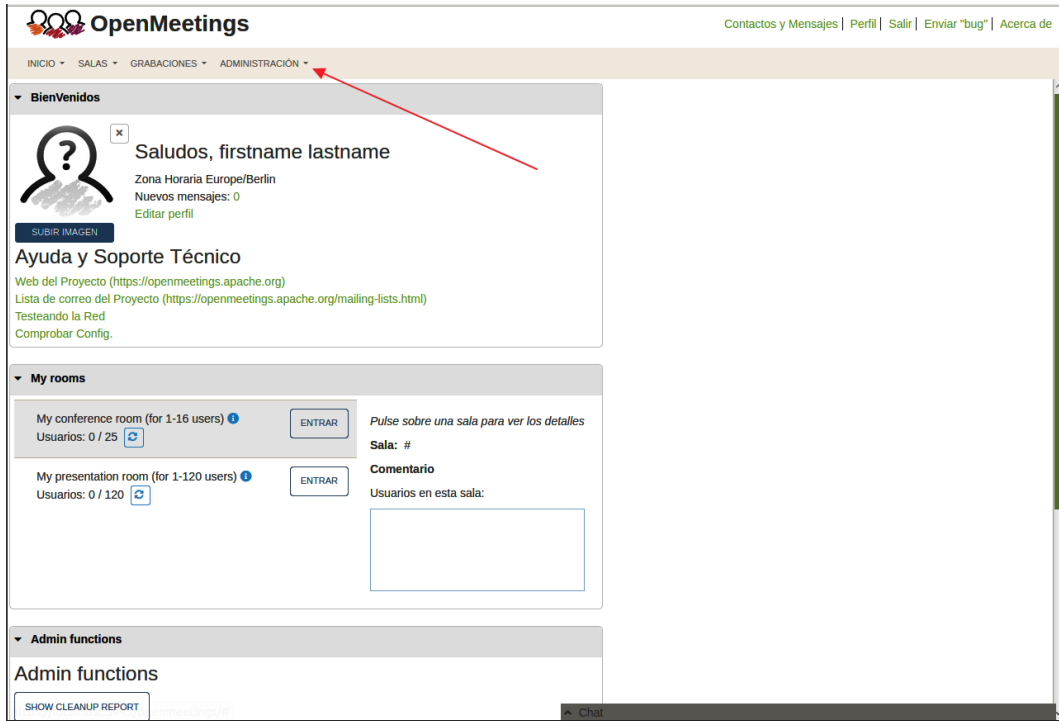 OpenMeetings
Contactos y Mensajes | Perfil | Salir | Enviar "bug" | Acerca de
INICIO SALAS GRABACIONES ADMINISTRACIÓN
BienVenidos
Saludos, firstname lastname
Zona Horaria Europe/Berlin
Nuevos mensajes: 0
Editar perfil
SUBIR IMAGEN
Ayuda y Soporte Técnico
Web del Proyecto (https://openmeetings.apache.org)
Lista de correo del Proyecto (https://openmeetings.apache.org/mailing-lists.html)
Testeando la Red
Comprobar Config.
My rooms
My conference room (for 1-16 users)
Usuarios: 0 / 25
ENTRAR
My presentation room (for 1-120 users)
Usuarios: 0 / 120
ENTRAR
Pulse sobre una sala para ver los detalles
Sala: #
Comentario
Usuarios en esta sala:
Admin functions
Admin functions
SHOW CLEANUP REPORT
Chat